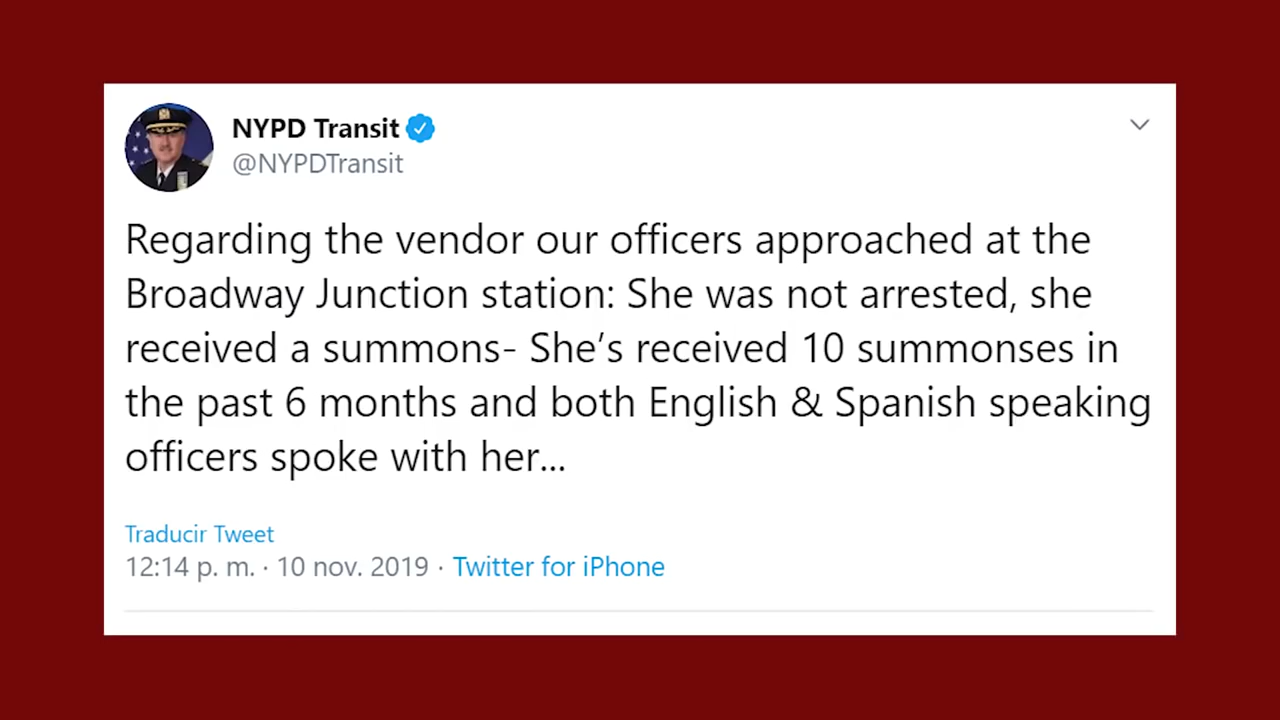 NYPD Transit
@NYPDTransit
Regarding the vendor our officers approached at the
Broadway Junction station: She was not arrested, she
received a summons- She’s received 10 summonses in
the past 6 months and both English & Spanish speaking
officers spoke with her...
Traducir Tweet
12:14 p. m. · 10 nov. 2019 · Twitter for iPhone